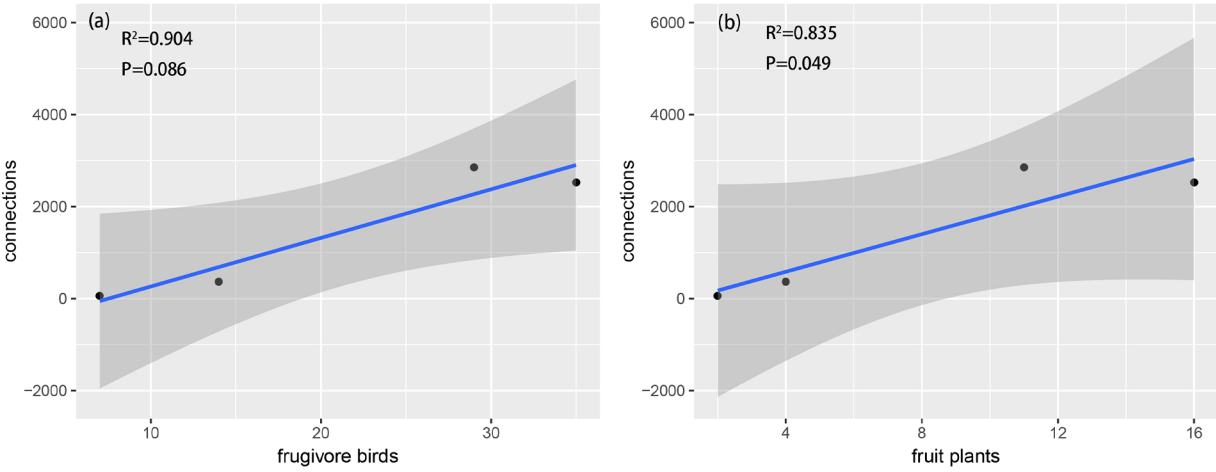 (a)
R²=0.904
P=0.086
6000
4000
2000
0
−2000
connections
10
20
30
frugivore birds
(b)
R²=0.835
P=0.049
6000
4000
2000
0
−2000
connections
4
8
12
16
fruit plants